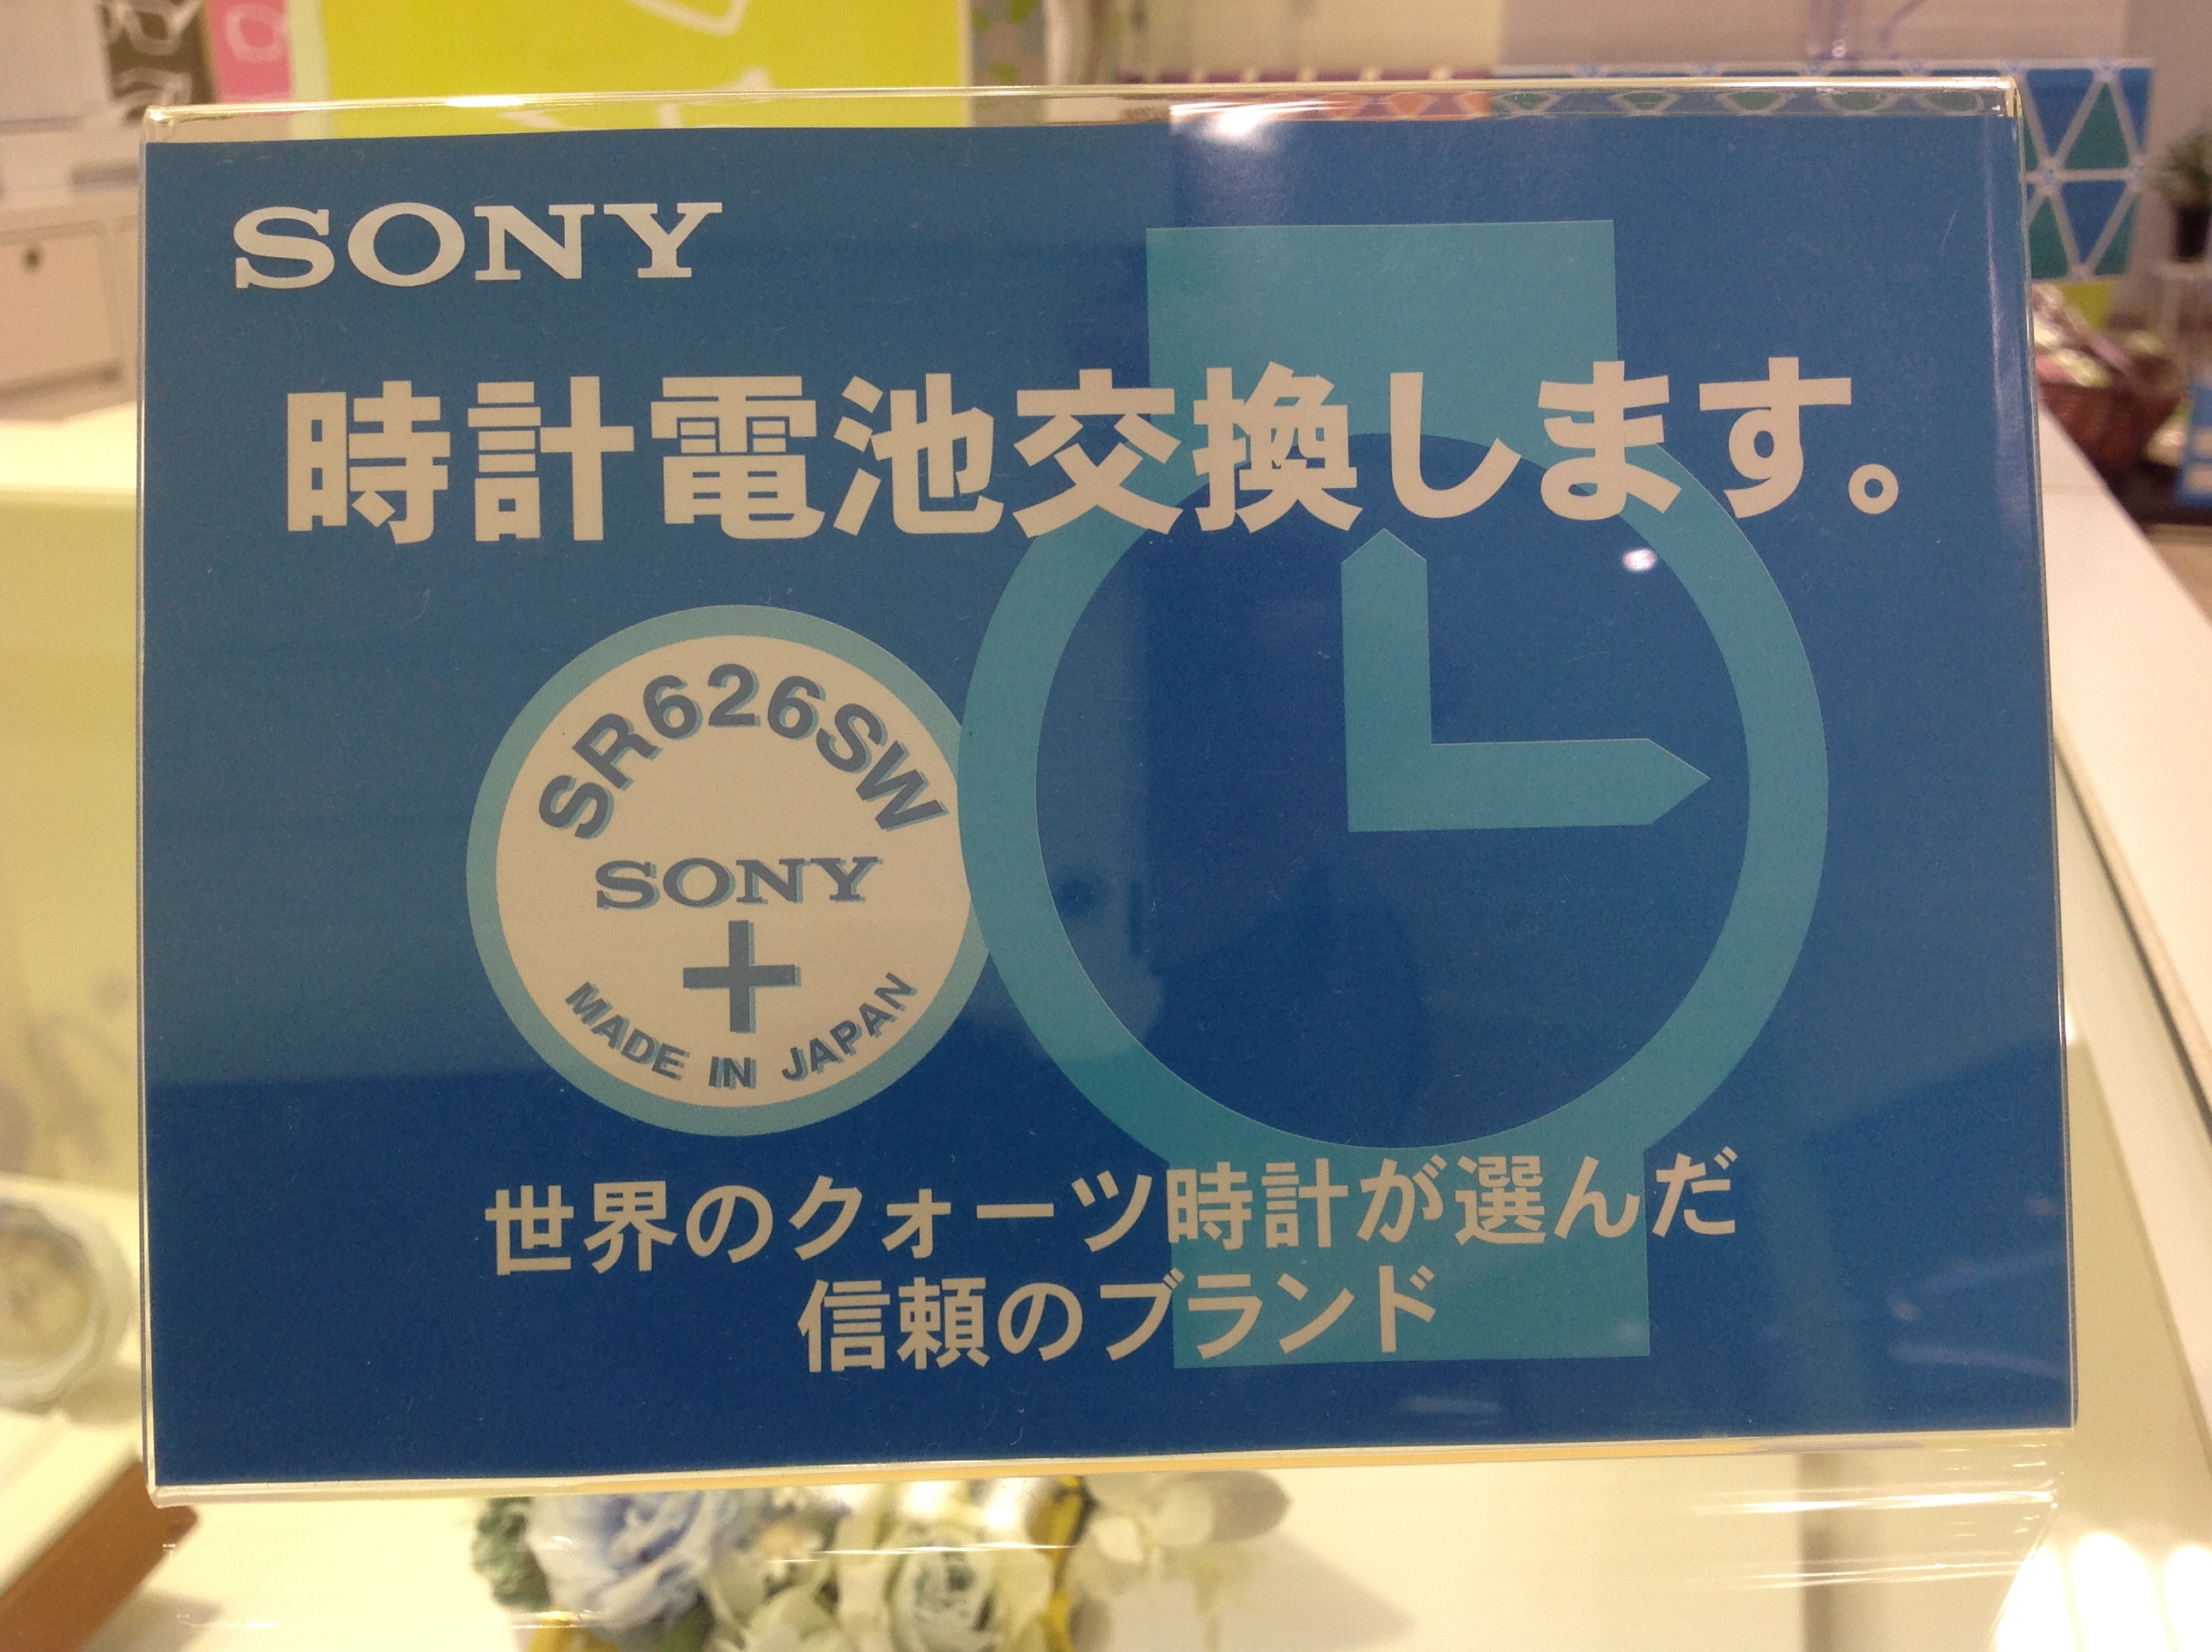 SONY
時計電池交換します。
SR626SW
SONY
+
MADE IN JAPAN
世界のクォーツ時計が選んだ
信頼のブランド